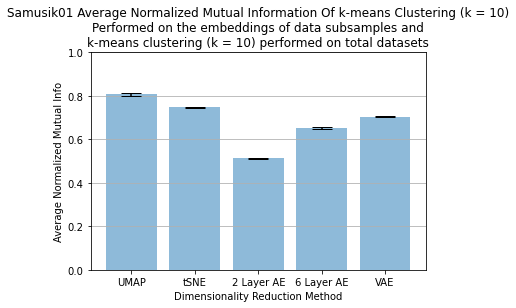 Samusik01 Average Normalized Mutual Information Of k-means Clustering (k = 10)
Performed on the embeddings of data subsamples and
k-means clustering (k = 10) performed on total datasets
1.0
0.8
0.6
0.4
0.2
0.0
Average Normalized Mutual Info
UMAP tSNE 2 Layer AE 6 Layer AE VAE
Dimensionality Reduction Method